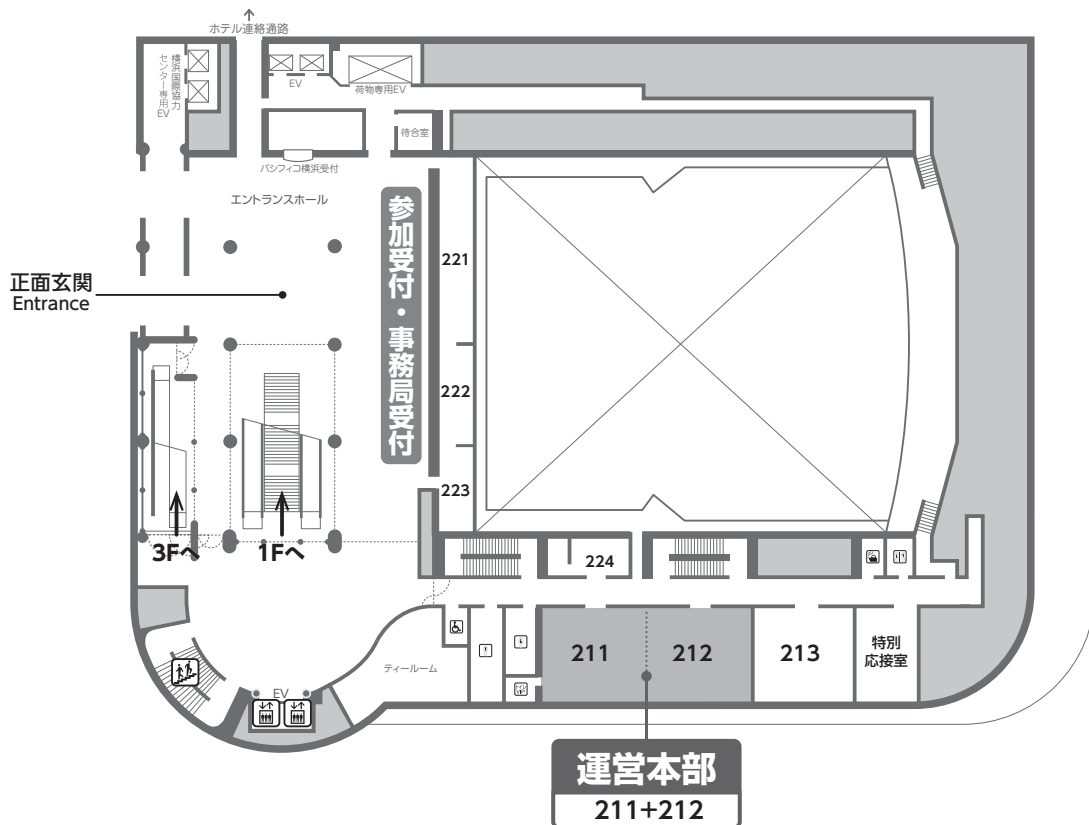 ホテル連絡通路
横浜国際協力
センター専用
EV
EV
荷物専用EV
待合室
パシフィコ横浜受付
エントランスホール
参加受付・事務局受付
正面玄関
Entrance
221
222
223
3Fへ
1Fへ
224
211
212
213
特別
応接室
ティールーム
EV
運営本部
211+212